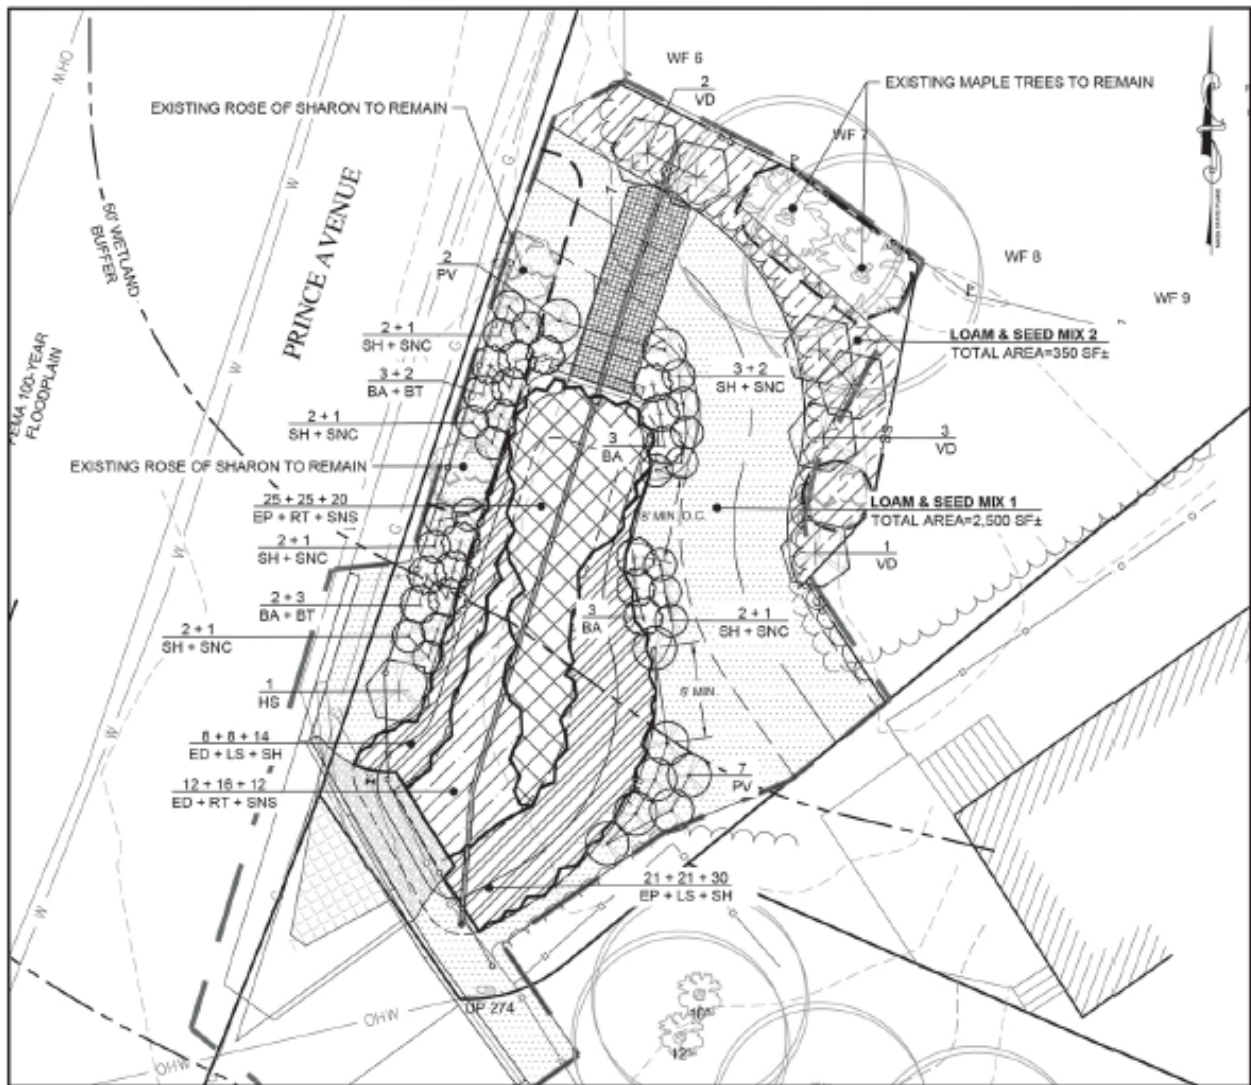 WF 6
EXISTING MAPLE TREES TO REMAIN
OHW
2
VD
EXISTING ROSE OF SHARON TO REMAIN
WF 7
G
W
PRINCE AVENUE
50' WETLAND
BUFFER
2
PV
WF 8
WF 9
7
LOAM & SEED MIX 2
TOTAL AREA=350 SF±
2 + 1
SH + SNC
G
FEMA 100-YEAR
FLOODPLAIN
W
3 + 2
BA + BT
3 + 2
SH + SNC
2 + 1
SH + SNC
3
BA
3
VD
EXISTING ROSE OF SHARON TO REMAIN
25 + 25 + 20
EP + RT + SNS
LOAM & SEED MIX 1
TOTAL AREA=2,500 SF±
MIN. O.C.
G
2 + 1
SH + SNC
W
1
VD
2 + 3
BA + BT
3
BA
2 + 1
SH + SNC
2 + 1
SH + SNC
1
HS
5' MIN.
W
8 + 8 + 14
ED + LS + SH
12 + 16 + 12
ED + RT + SNS
7
PV
21 + 21 + 30
EP + LS + SH
W
UP 274
16"
OHW
12"
OHW